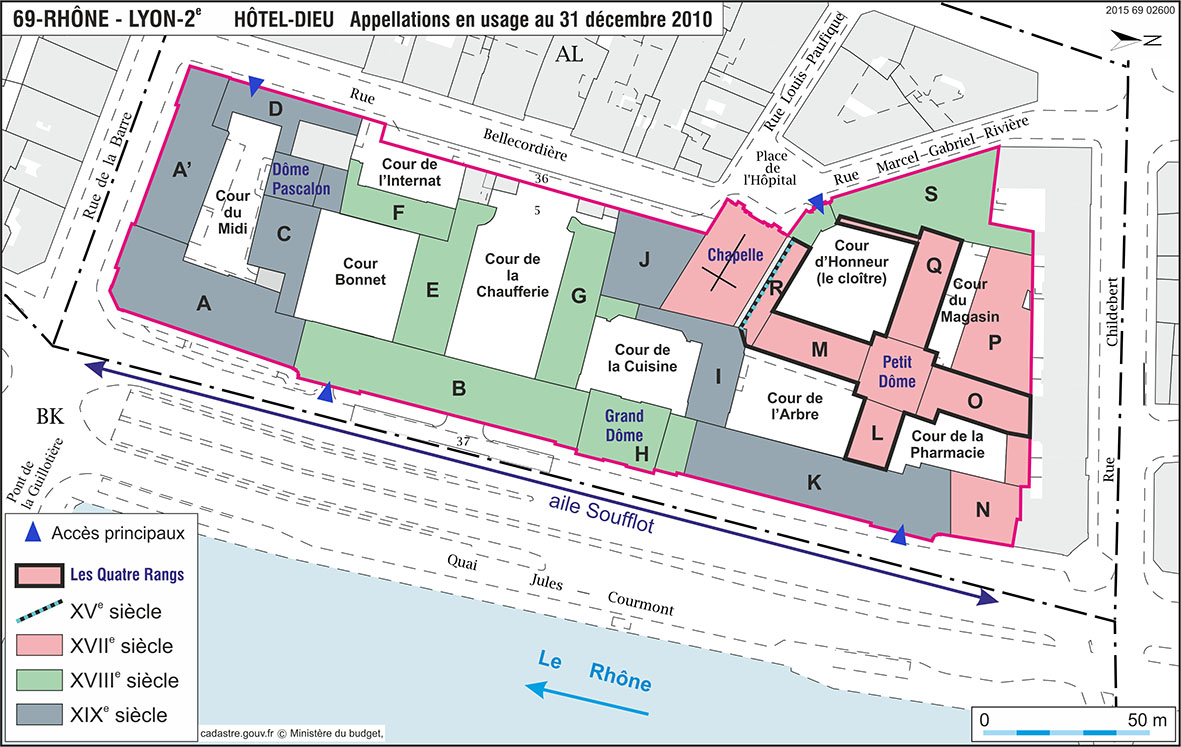 69-RHÔNE - LYON-2e HÔTEL-DIEU Appellations en usage au 31 décembre 2010
2015 69 02600
N
AL
Rue Louis-Paufique
Rue de la Barre
Rue Bellecordière
Place
de
l'Hôpital
Rue Marcel-Gabriel-Rivière
Rue Childebert
D
A'
Cour
du
Midi
Dôme
Pascalon
Cour de
l'Internat
F
36
5
C
Cour
Bonnet
A
E
Cour de
la
Chaufferie
G
J
Chapelle
R
Cour
d'Honneur
(le cloître)
S
Q
Cour
du
Magasin
P
M
Petit
Dôme
O
Cour de
la Cuisine
I
Cour de
l'Arbre
L
Cour de la
Pharmacie
B
Grand
Dôme
H
K
N
37
BK
Pont de
la Guillotière
aile Soufflot
Quai Jules Courmont
Le Rhône
Accès principaux
Les Quatre Rangs
XVe siècle
XVIIe siècle
XVIIIe siècle
XIXe siècle
cadastre.gouv.fr © Ministère du budget,
0 50 m